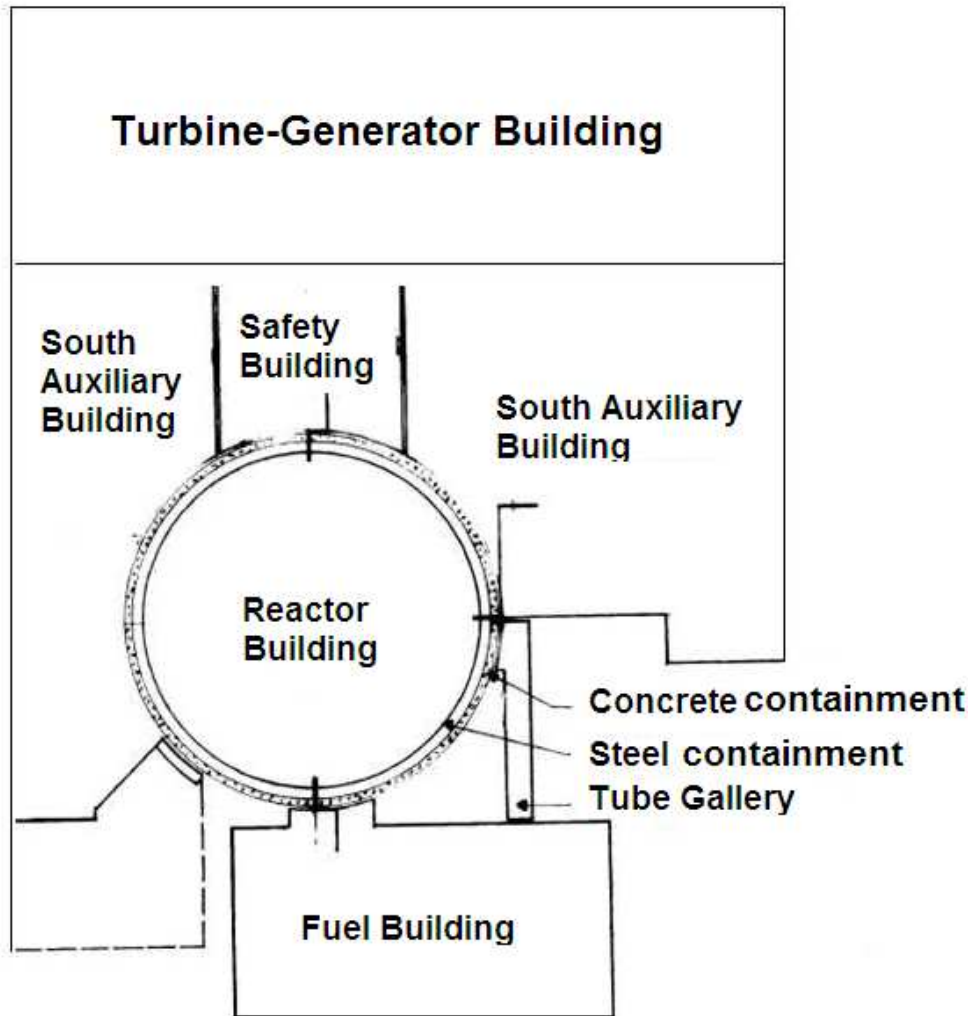 Turbine-Generator Building
South
Auxiliary
Building
Safety
Building
South Auxiliary
Building
Reactor
Building
Concrete containment
Steel containment
Tube Gallery
Fuel Building